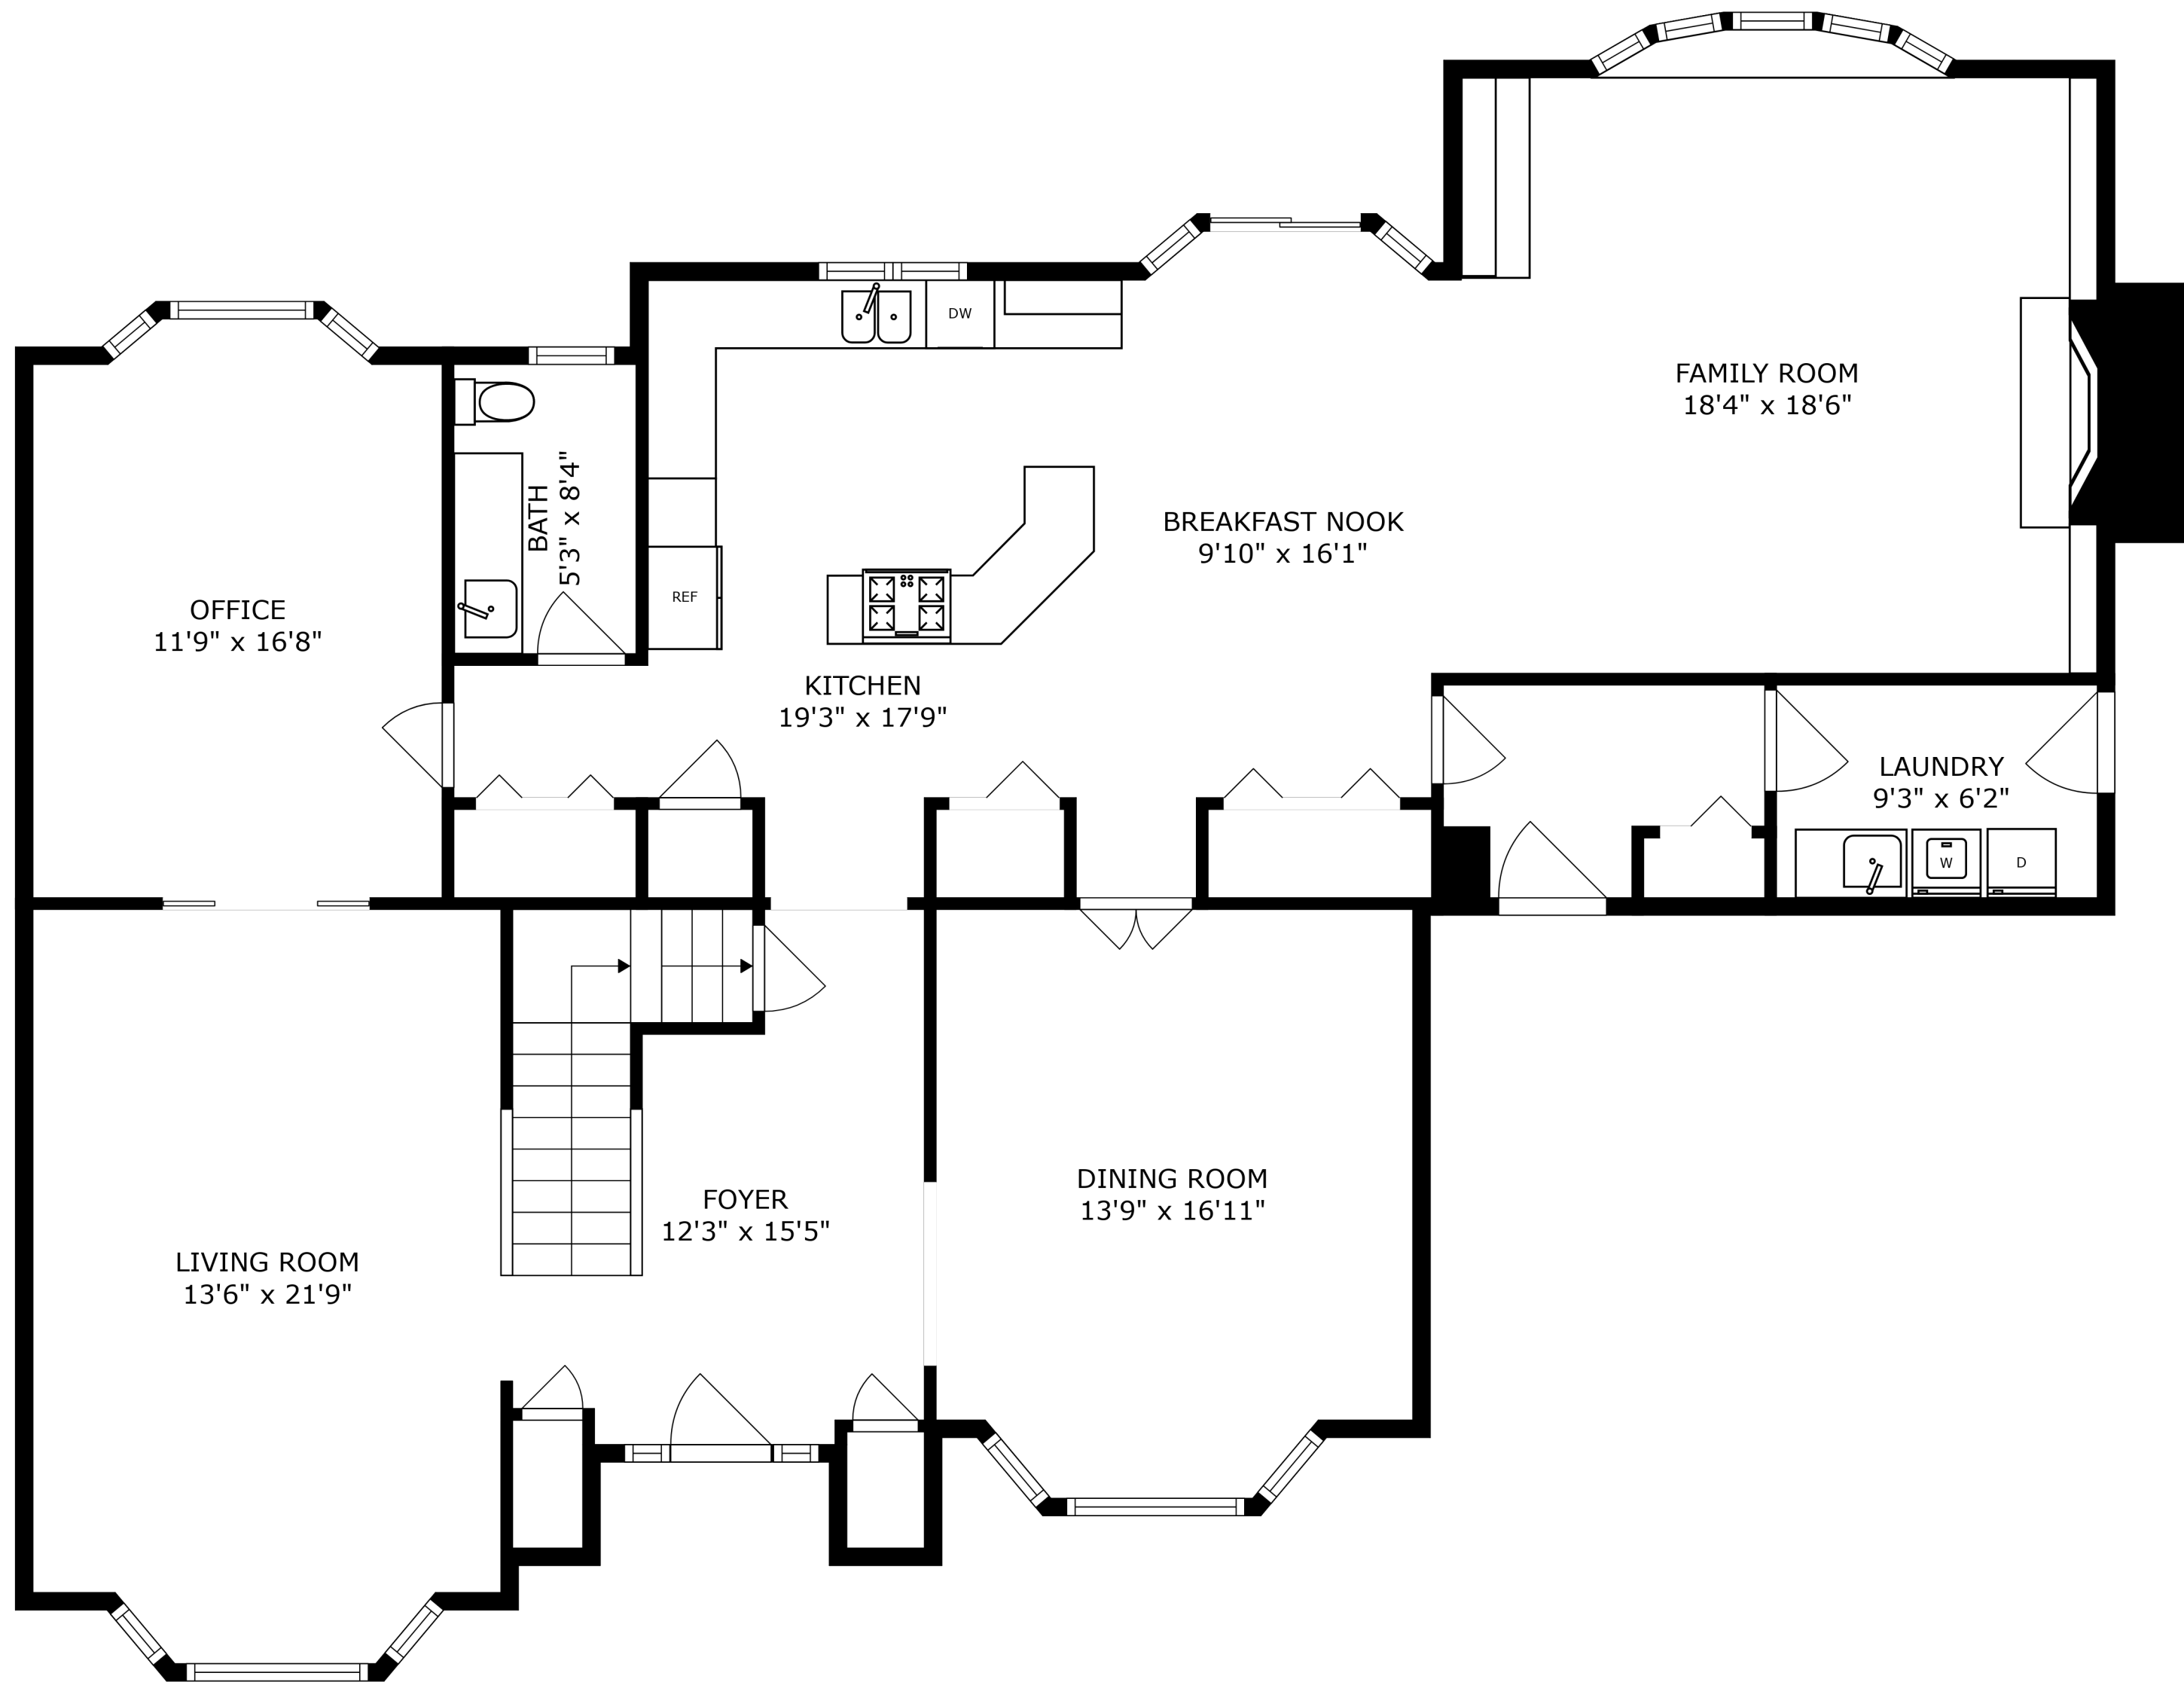 FAMILY ROOM
18'4" x 18'6"
DW
BREAKFAST NOOK
9'10" x 16'1"
BATH
5'3" x 8'4"
REF
OFFICE
11'9" x 16'8"
KITCHEN
19'3" x 17'9"
LAUNDRY
9'3" x 6'2"
W
D
DINING ROOM
13'9" x 16'11"
FOYER
12'3" x 15'5"
LIVING ROOM
13'6" x 21'9"